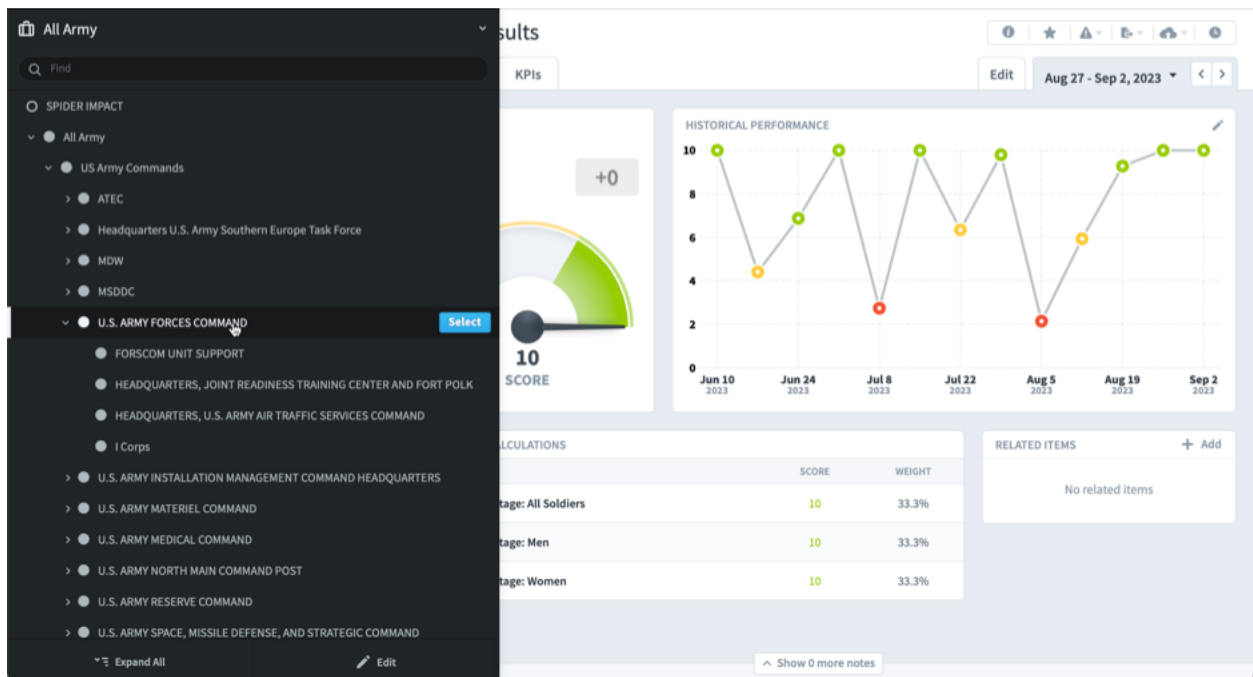 All Army
Find
SPIDER IMPACT
All Army
US Army Commands
ATEC
Headquarters U.S. Army Southern Europe Task Force
MDW
MSDDC
U.S. ARMY FORCES COMMAND
Select
FORSCOM UNIT SUPPORT
HEADQUARTERS, JOINT READINESS TRAINING CENTER AND FORT POLK
HEADQUARTERS, U.S. ARMY AIR TRAFFIC SERVICES COMMAND
I Corps
U.S. ARMY INSTALLATION MANAGEMENT COMMAND HEADQUARTERS
U.S. ARMY MATERIEL COMMAND
U.S. ARMY MEDICAL COMMAND
U.S. ARMY NORTH MAIN COMMAND POST
U.S. ARMY RESERVE COMMAND
U.S. ARMY SPACE, MISSILE DEFENSE, AND STRATEGIC COMMAND
Expand All
Edit
sults
KPIs
Edit
Aug 27 - Sep 2, 2023
+0
10
SCORE
HISTORICAL PERFORMANCE
10
8
6
4
2
0
Jun 10 Jun 24 Jul 8 Jul 22 Aug 5 Aug 19 Sep 2
2023 2023 2023 2023 2023 2023 2023
LCULATIONS
SCORE WEIGHT
tage: All Soldiers 10 33.3%
tage: Men 10 33.3%
tage: Women 10 33.3%
RELATED ITEMS
+ Add
No related items
Show 0 more notes